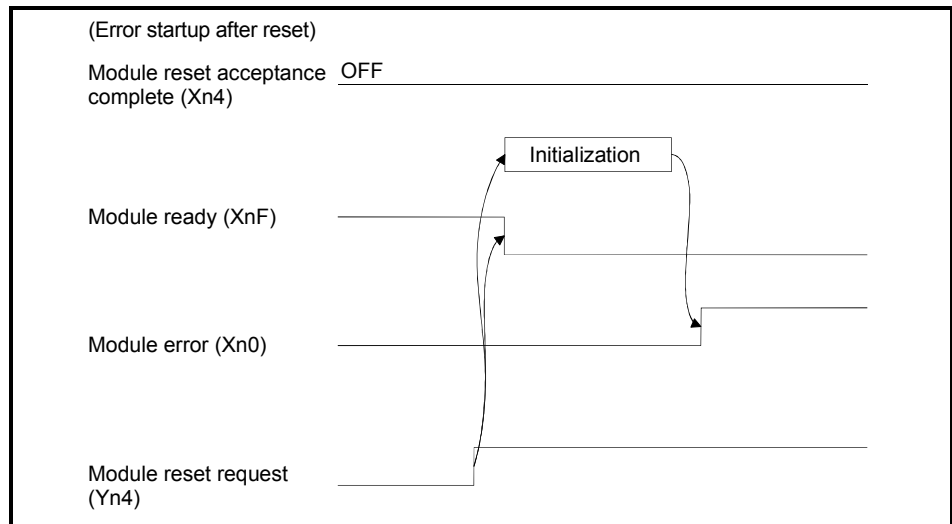 (Error startup after reset)
Module reset acceptance OFF
complete (Xn4)
Initialization
Module ready (XnF)
Module error (Xn0)
Module reset request
(Yn4)